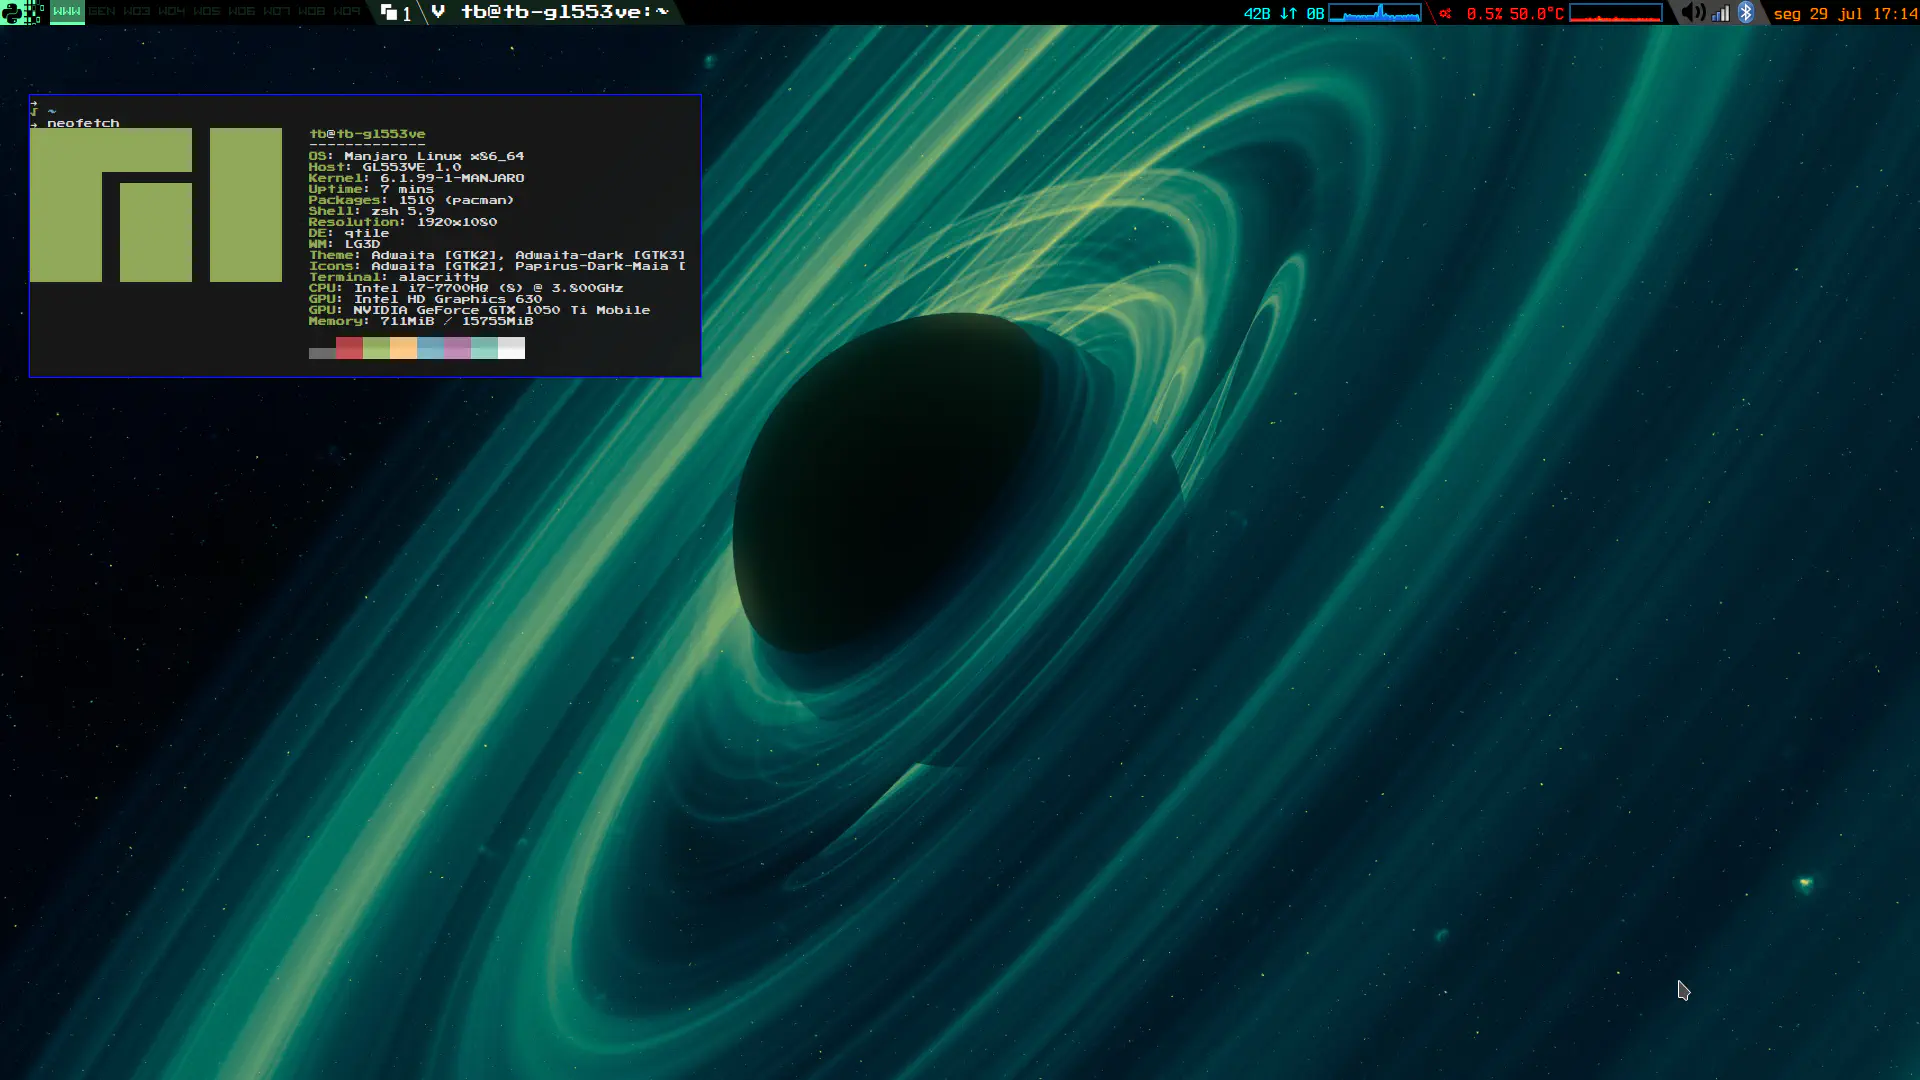 WWW GEN W03 W04 W05 W06 W07 W08 W09 1 V tb@tb-gl553ve:~ 42B ↓↑ 0B 0.5% 50.0°C seg 29 jul 17:14
~
→ neofetch
tb@tb-gl553ve
-------------
OS: Manjaro Linux x86_64
Host: GL553VE 1.0
Kernel: 6.1.99-1-MANJARO
Uptime: 7 mins
Packages: 1510 (pacman)
Shell: zsh 5.9
Resolution: 1920x1080
DE: qtile
WM: LG3D
Theme: Adwaita [GTK2], Adwaita-dark [GTK3]
Icons: Adwaita [GTK2], Papirus-Dark-Maia [
Terminal: alacritty
CPU: Intel i7-7700HQ (8) @ 3.800GHz
GPU: Intel HD Graphics 630
GPU: NVIDIA GeForce GTX 1050 Ti Mobile
Memory: 711MiB / 15755MiB